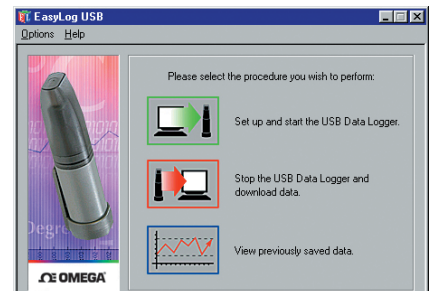 EasyLog USB
Options Help
Please select the procedure you wish to perform:
Set up and start the USB Data Logger.
Stop the USB Data Logger and
download data.
View previously saved data.
Degre
OMEGA